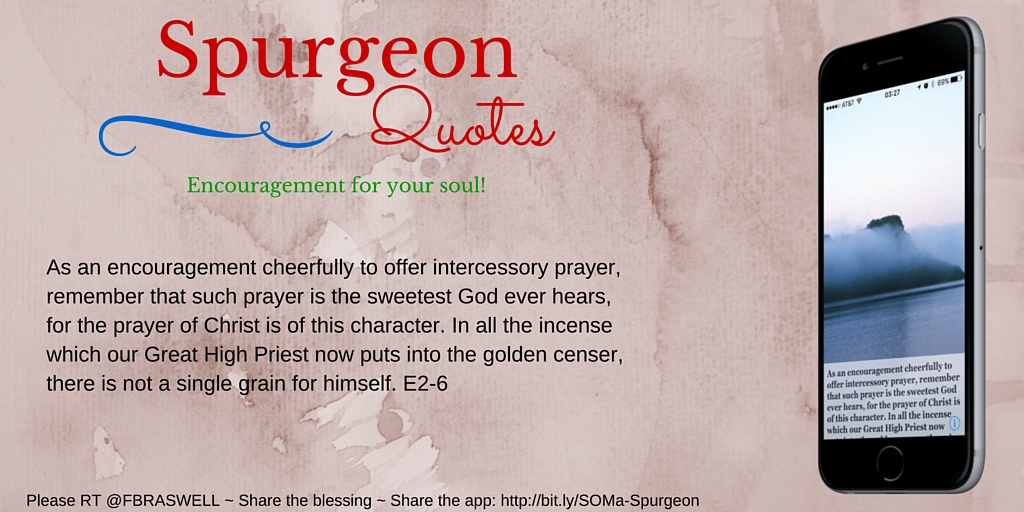 Spurgeon
Quotes
Encouragement for your soul!
As an encouragement cheerfully to offer intercessory prayer,
remember that such prayer is the sweetest God ever hears,
for the prayer of Christ is of this character. In all the incense
which our Great High Priest now puts into the golden censer,
there is not a single grain for himself. E2-6
Please RT @FBRASWELL ~ Share the blessing ~ Share the app: http://bit.ly/SOMa-Spurgeon
AT&T 03:27 69%
As an encouragement cheerfully to
offer intercessory prayer, remember
that such prayer is the sweetest God
ever hears, for the prayer of Christ is
of this character. In all the incense
which our Great High Priest now